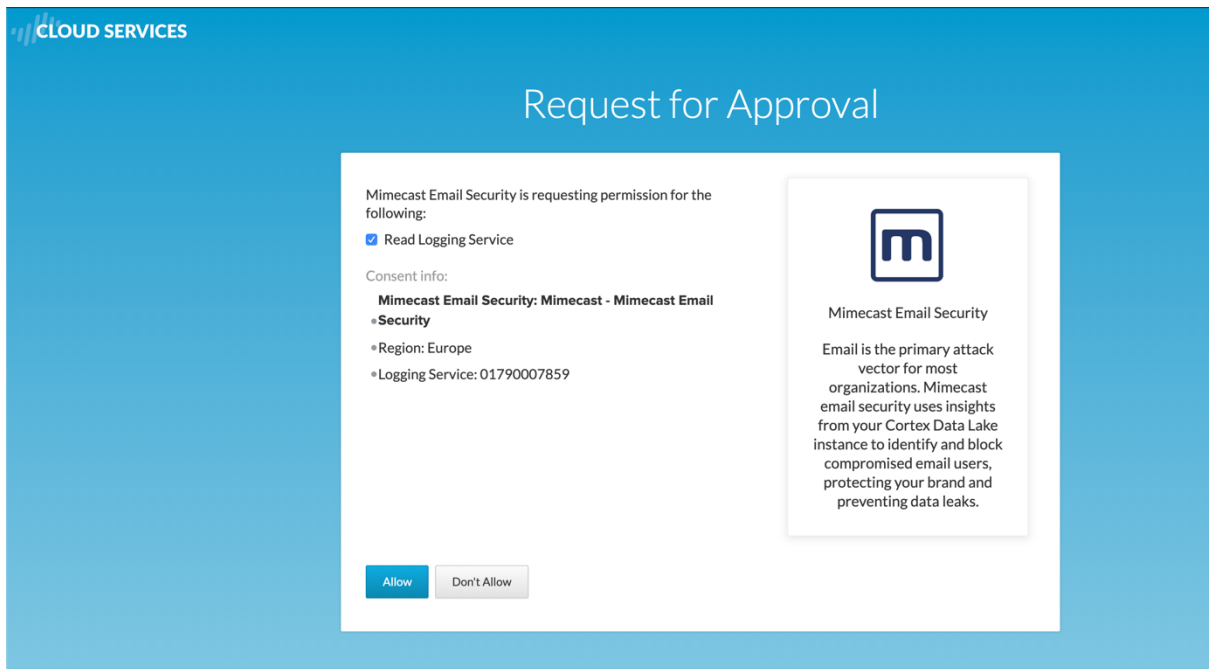 CLOUD SERVICES
Request for Approval
Mimecast Email Security is requesting permission for the
following:
Read Logging Service
Consent info:
Mimecast Email Security: Mimecast - Mimecast Email
Security
Region: Europe
Logging Service: 01790007859
Allow
Don't Allow
m
Mimecast Email Security
Email is the primary attack
vector for most
organizations. Mimecast
email security uses insights
from your Cortex Data Lake
instance to identify and block
compromised email users,
protecting your brand and
preventing data leaks.